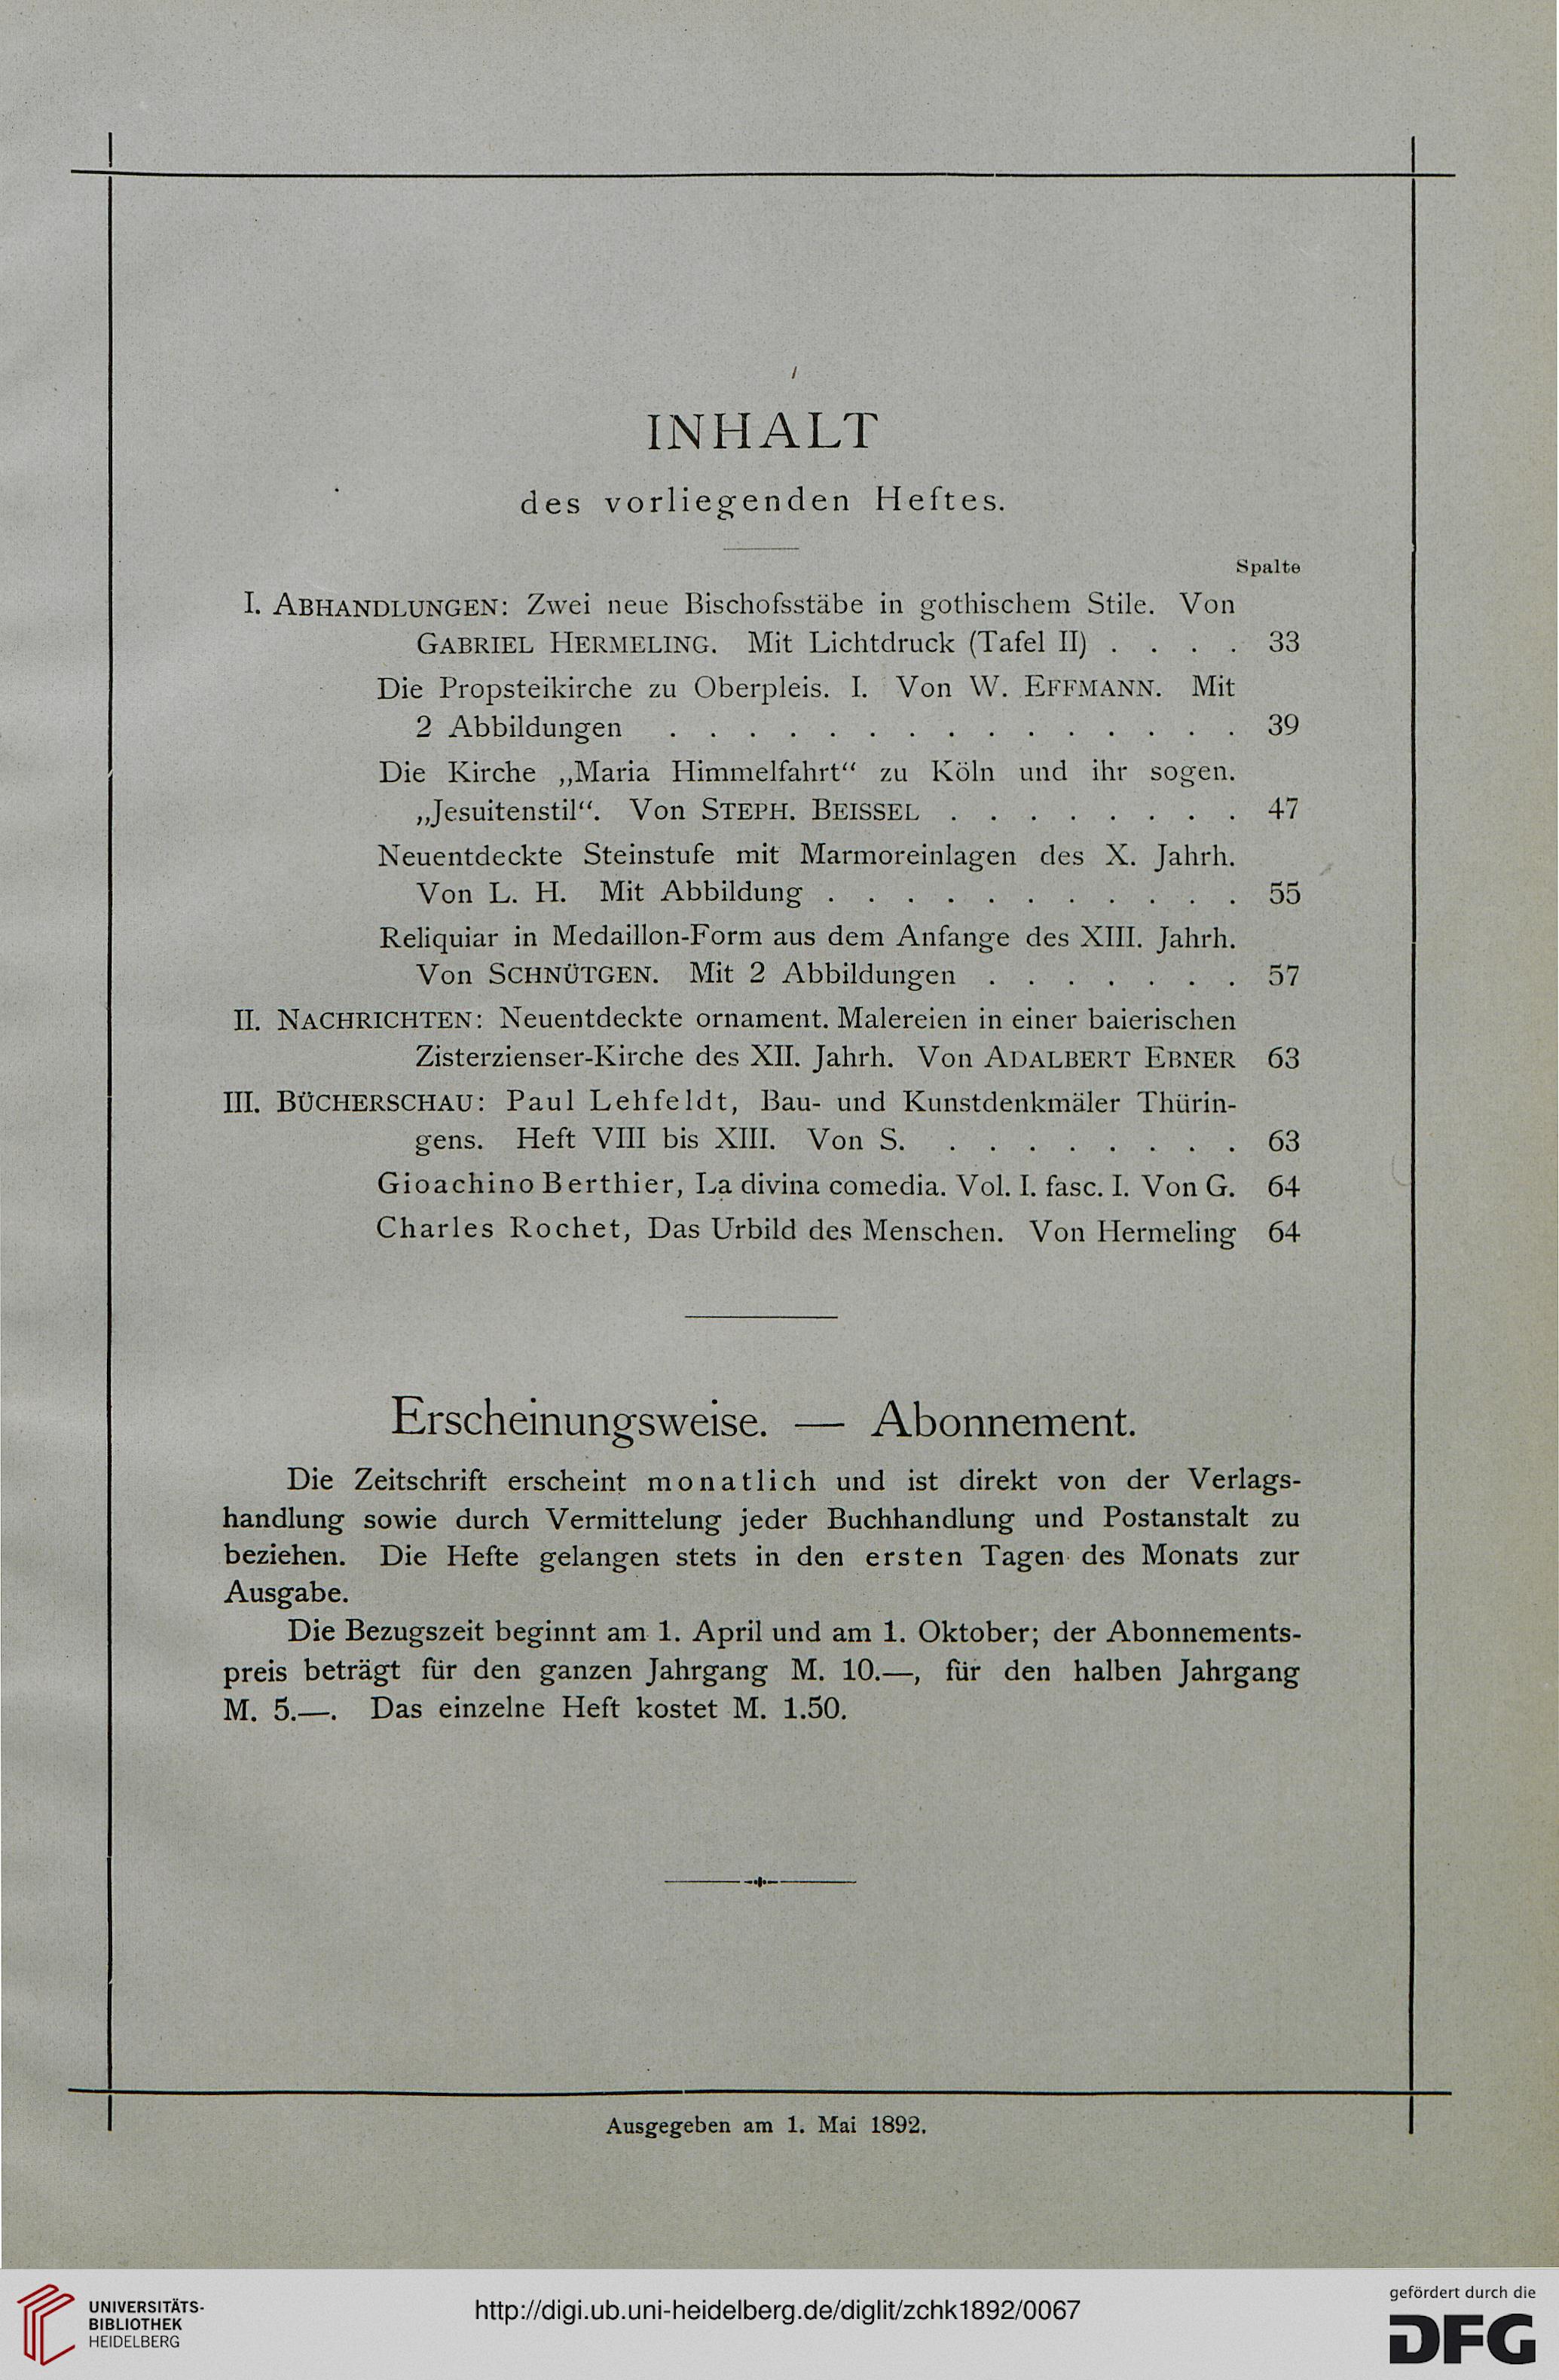 INHALT
des vorliegenden Heftes.
Spalte
I. ABHANDLUNGEN: Zwei neue Bischofsstäbe in gothischem Stile. Von
GABRIEL HERMELING. Mit Lichtdruck (Tafel II) . . . . 33
Die Propsteikirche zu Oberpleis. I. Von W. EFFMANN. Mit
2 Abbildungen . . . . . . . . . . . . . . . 39
Die Kirche „Maria Himmelfahrt“ zu Köln und ihr sogen.
„Jesuitenstil“. Von STEPH. BEISSEL . . . . . . . . 47
Neuentdeckte Steinstufe mit Marmoreinlagen des X. Jahrh.
Von L. H. Mit Abbildung . . . . . . . . . . . 55
Reliquiar in Medaillon-Form aus dem Anfange des XIII. Jahrh.
Von SCHNÜTGEN. Mit 2 Abbildungen . . . . . . . 57
II. NACHRICHTEN: Neuentdeckte ornament. Malereien in einer baierischen
Zisterzienser-Kirche des XII. Jahrh. Von ADALBERT EBNER 63
III. BÜCHERSCHAU: Paul Lehfeldt, Bau- und Kunstdenkmäler Thürin-
gens. Heft VIII bis XIII. Von S. . . . . . . . . 63
Gioachino Berthier, La divina comedia. Vol. I. fasc. I. Von G. 64
Charles Rochet, Das Urbild des Menschen. Von Hermeling 64
Erscheinungsweise. — Abonnement.
Die Zeitschrift erscheint monatlich und ist direkt von der Verlags-
handlung sowie durch Vermittelung jeder Buchhandlung und Postanstalt zu
beziehen. Die Hefte gelangen stets in den ersten Tagen des Monats zur
Ausgabe.
Die Bezugszeit beginnt am 1. April und am 1. Oktober; der Abonnements-
preis beträgt für den ganzen Jahrgang M. 10.—, für den halben Jahrgang
M. 5.—. Das einzelne Heft kostet M. 1.50.
Ausgegeben am 1. Mai 1892.
UNIVERSITÄTS-
BIBLIOTHEK
HEIDELBERG
http://digi.ub.uni-heidelberg.de/diglit/zchk1892/0067
gefördert durch die
DFG